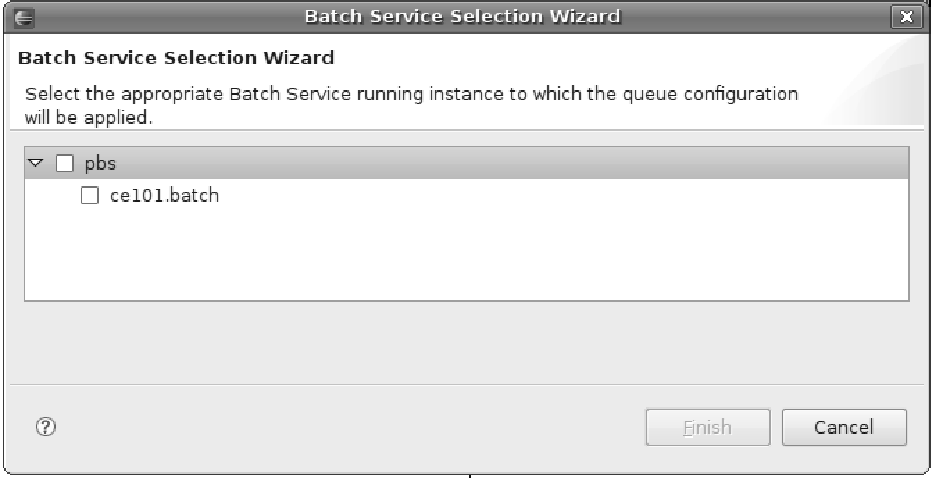 Batch Service Selection Wizard
Batch Service Selection Wizard
Select the appropriate Batch Service running instance to which the queue configuration
will be applied.
pbs
ce101.batch
Finish Cancel